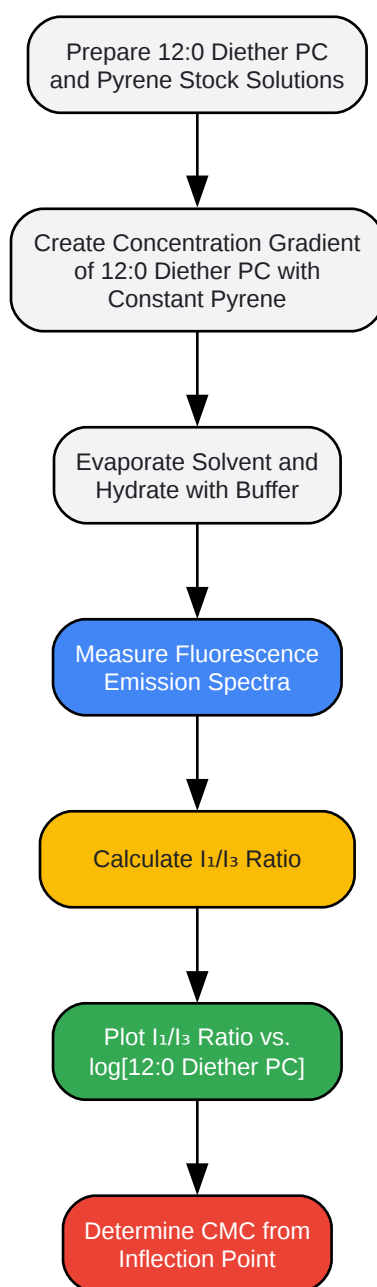 Prepare 12:0 Diether PC
and Pyrene Stock Solutions
Create Concentration Gradient
of 12:0 Diether PC with
Constant Pyrene
Evaporate Solvent and
Hydrate with Buffer
Measure Fluorescence
Emission Spectra
Calculate I₁/I₃ Ratio
Plot I₁/I₃ Ratio vs.
log[12:0 Diether PC]
Determine CMC from
Inflection Point